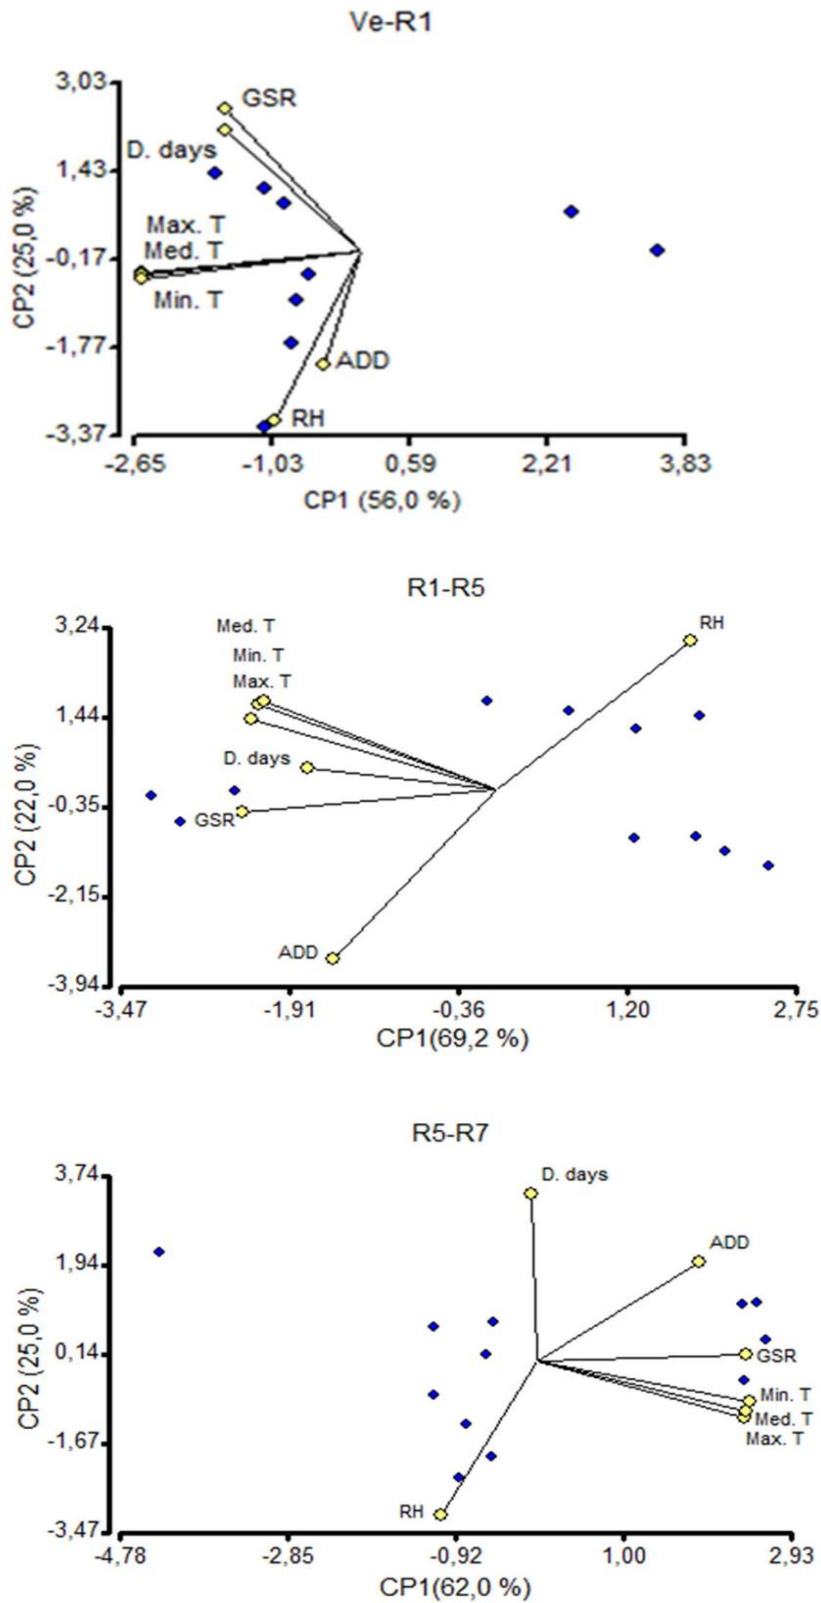 Ve-R1
3,03
GSR
D. days
1,43
Max. T
Med. T
-0,17
Min. T
CP2 (25,0 %)
-1,77
ADD
RH
-3,37
-2,65 -1,03 0,59 2,21 3,83
CP1 (56,0 %)
R1-R5
3,24
Med. T
RH
Min. T
Max. T
1,44
D. days
-0,35
GSR
CP2 (22,0 %)
-2,15
ADD
-3,94
-3,47 -1,91 -0,36 1,20 2,75
CP1(69,2 %)
R5-R7
3,74
D. days
ADD
1,94
0,14
GSR
CP2 (25,0 %)
Min. T
Med. T
Max. T
-1,67
RH
-3,47
-4,78 -2,85 -0,92 1,00 2,93
CP1(62,0 %)